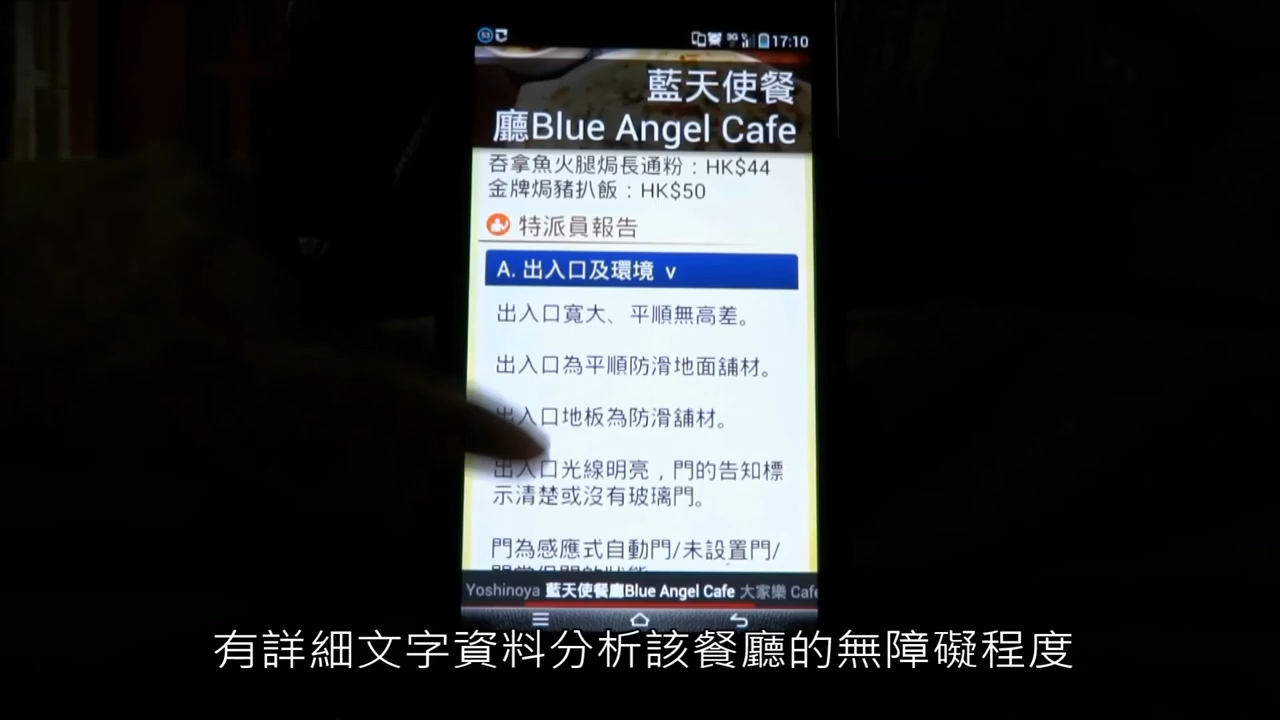 53
3G
17:10
藍天使餐
廳Blue Angel Cafe
吞拿魚火腿焗長通粉：HK$44
金牌焗豬扒飯：HK$50
特派員報告
A. 出入口及環境 v
出入口寬大、平順無高差。
出入口為平順防滑地面舖材。
出入口地板為防滑舖材。
出入口光線明亮，門的告知標
示清楚或沒有玻璃門。
門為感應式自動門/未設置門/
Yoshinoya 藍天使餐廳Blue Angel Cafe 大家樂 Cafe
有詳細文字資料分析該餐廳的無障礙程度